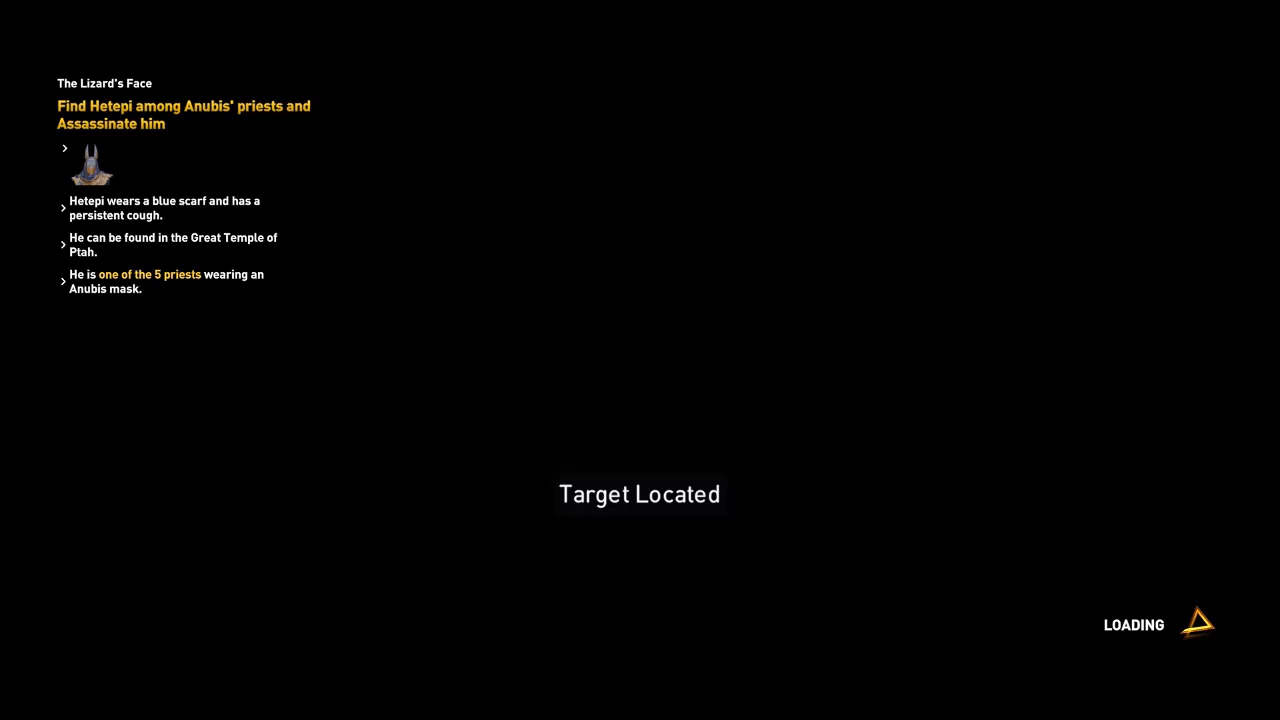 The Lizard's Face
Find Hetepi among Anubis' priests and
Assassinate him
Hetepi wears a blue scarf and has a
persistent cough.
He can be found in the Great Temple of
Ptah.
He is one of the 5 priests wearing an
Anubis mask.
Target Located
LOADING